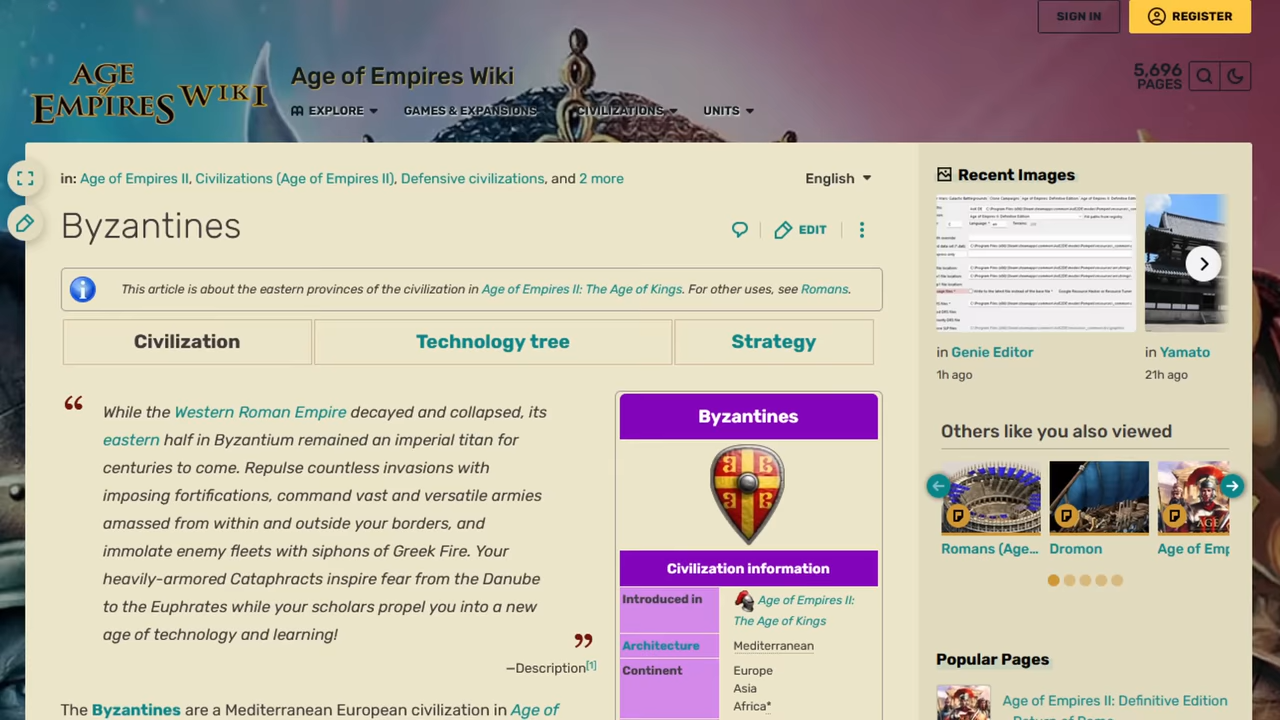 SIGN IN
REGISTER
AGE of EMPIRES WIKI
Age of Empires Wiki
5,696 PAGES
EXPLORE
GAMES & EXPANSIONS
CIVILIZATIONS
UNITS
in: Age of Empires II, Civilizations (Age of Empires II), Defensive civilizations, and 2 more
English
Byzantines
EDIT
This article is about the civilization in Age of Empires II: The Age of Kings. For other uses, see Romans.
Civilization
Technology tree
Strategy
“
While the Western Roman Empire decayed and collapsed, its
eastern half in Byzantium remained an imperial titan for
centuries to come. Repulse countless invasions with
imposing fortifications, command vast and versatile armies
amassed from within and outside your borders, and
immolate enemy fleets with siphons of Greek Fire. Your
heavily-armored Cataphracts inspire fear from the Danube
to the Euphrates while your scholars propel you into a new
age of technology and learning!
”
—Description[1]
The Byzantines are a Mediterranean European civilization in Age of
Byzantines
Civilization information
Introduced in
Age of Empires II:
The Age of Kings
Architecture
Mediterranean
Continent
Europe
Asia
Africa*
Recent Images
in Genie Editor
1h ago
in Yamato
21h ago
Others like you also viewed
Romans (Age...
Dromon
Age of Emp
Popular Pages
Age of Empires II: Definitive Edition